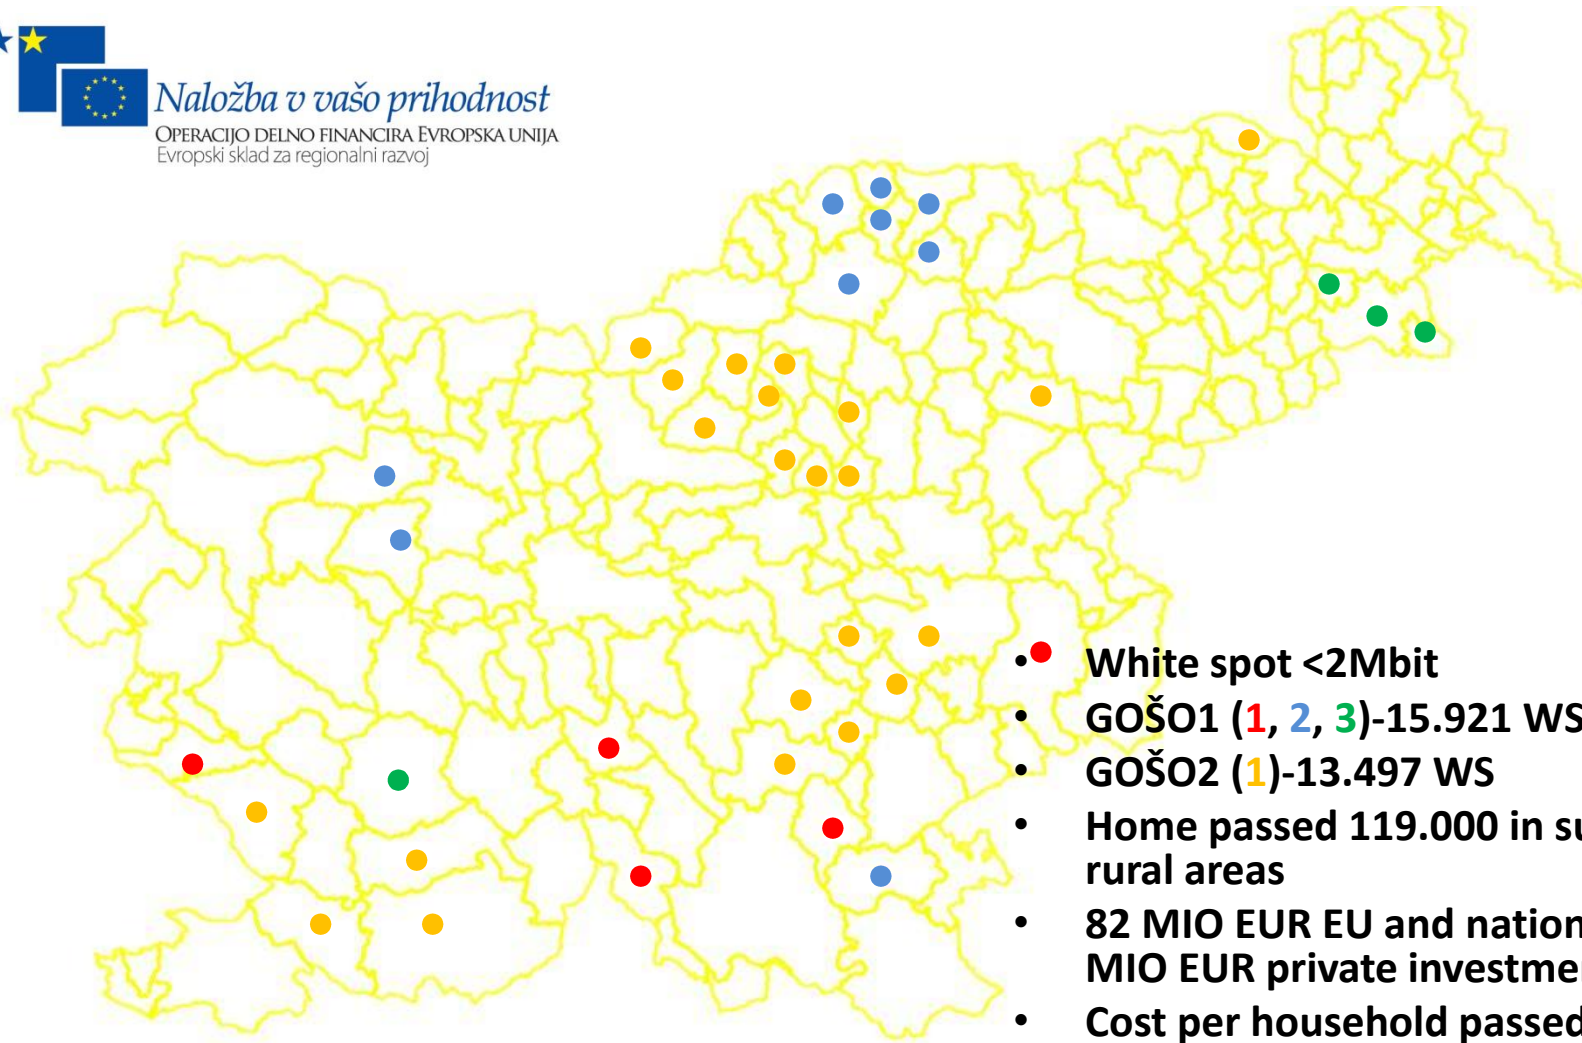 Naložba v vašo prihodnost
OPERACIJO DELNO FINANCIRA EVROPSKA UNIJA
Evropski sklad za regionalni razvoj
• White spot <2Mbit
• GOŠO1 (1, 2, 3)-15.921 WS
• GOŠO2 (1)-13.497 WS
• Home passed 119.000 in
rural areas
• 82 MIO EUR EU and
MIO EUR private
• Cost per household passed